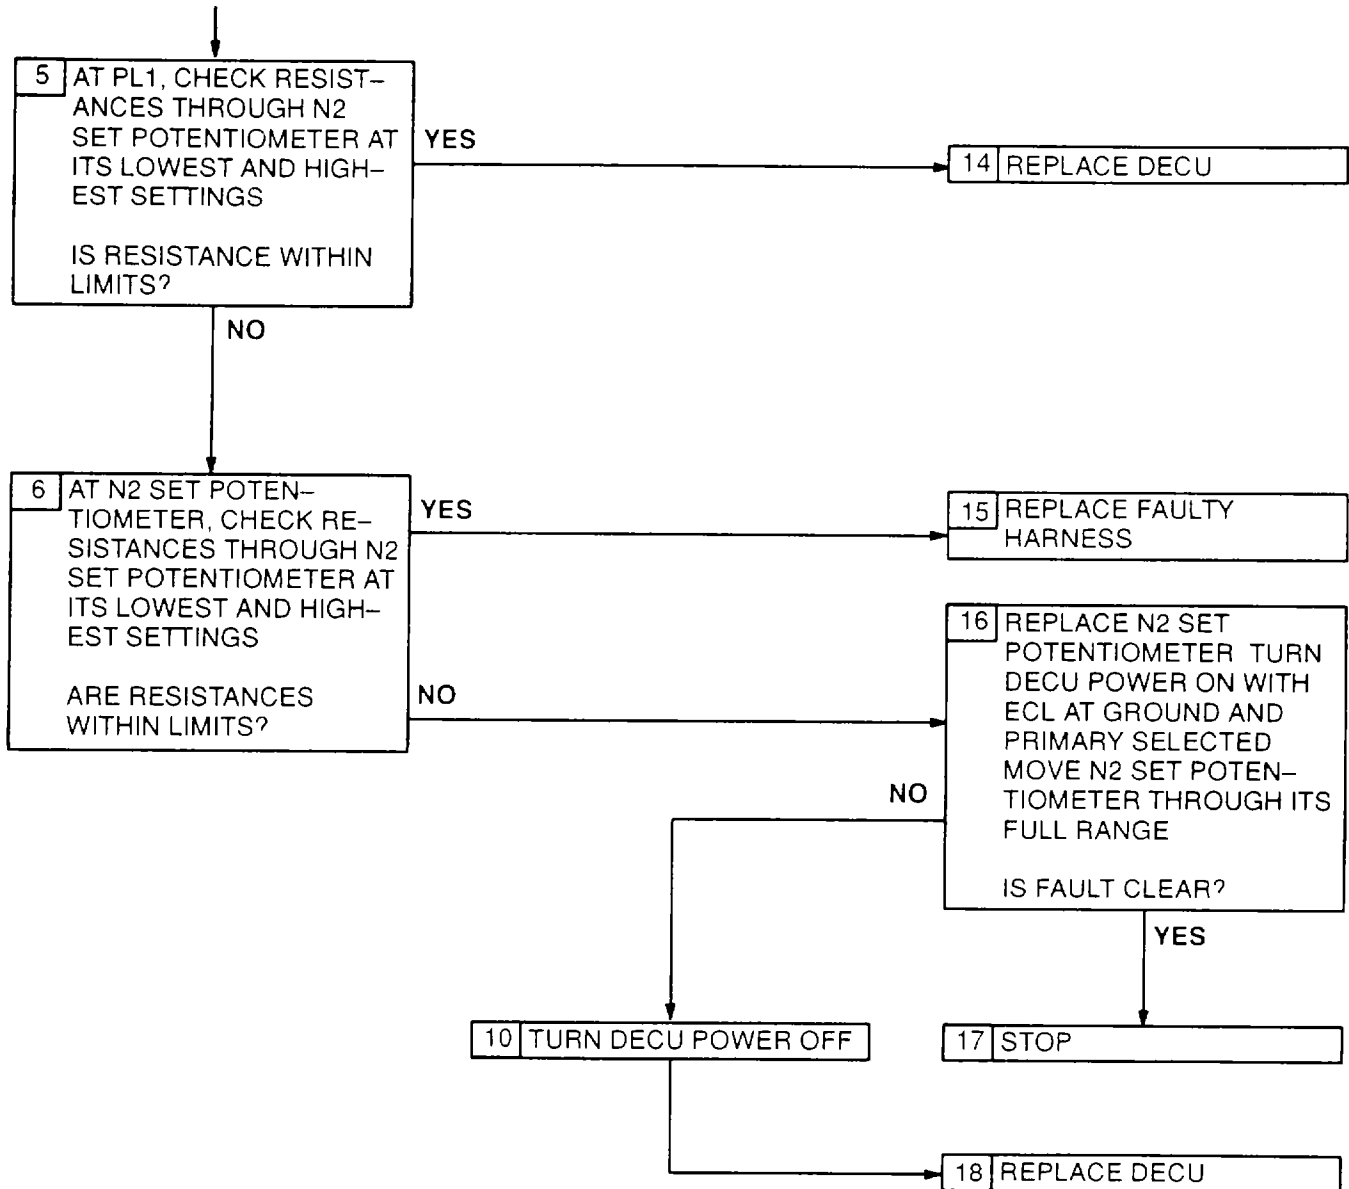 5 AT PL1, CHECK RESIST–
ANCES THROUGH N2
SET POTENTIOMETER AT
ITS LOWEST AND HIGH–
EST SETTINGS
IS RESISTANCE WITHIN
LIMITS?
YES
14 REPLACE DECU
NO
6 AT N2 SET POTEN–
TIOMETER, CHECK RE–
SISTANCES THROUGH N2
SET POTENTIOMETER AT
ITS LOWEST AND HIGH–
EST SETTINGS
ARE RESISTANCES
WITHIN LIMITS?
YES
15 REPLACE FAULTY
HARNESS
NO
16 REPLACE N2 SET
POTENTIOMETER TURN
DECU POWER ON WITH
ECL AT GROUND AND
PRIMARY SELECTED
MOVE N2 SET POTEN–
TIOMETER THROUGH ITS
FULL RANGE
IS FAULT CLEAR?
NO
YES
10 TURN DECU POWER OFF
17 STOP
18 REPLACE DECU